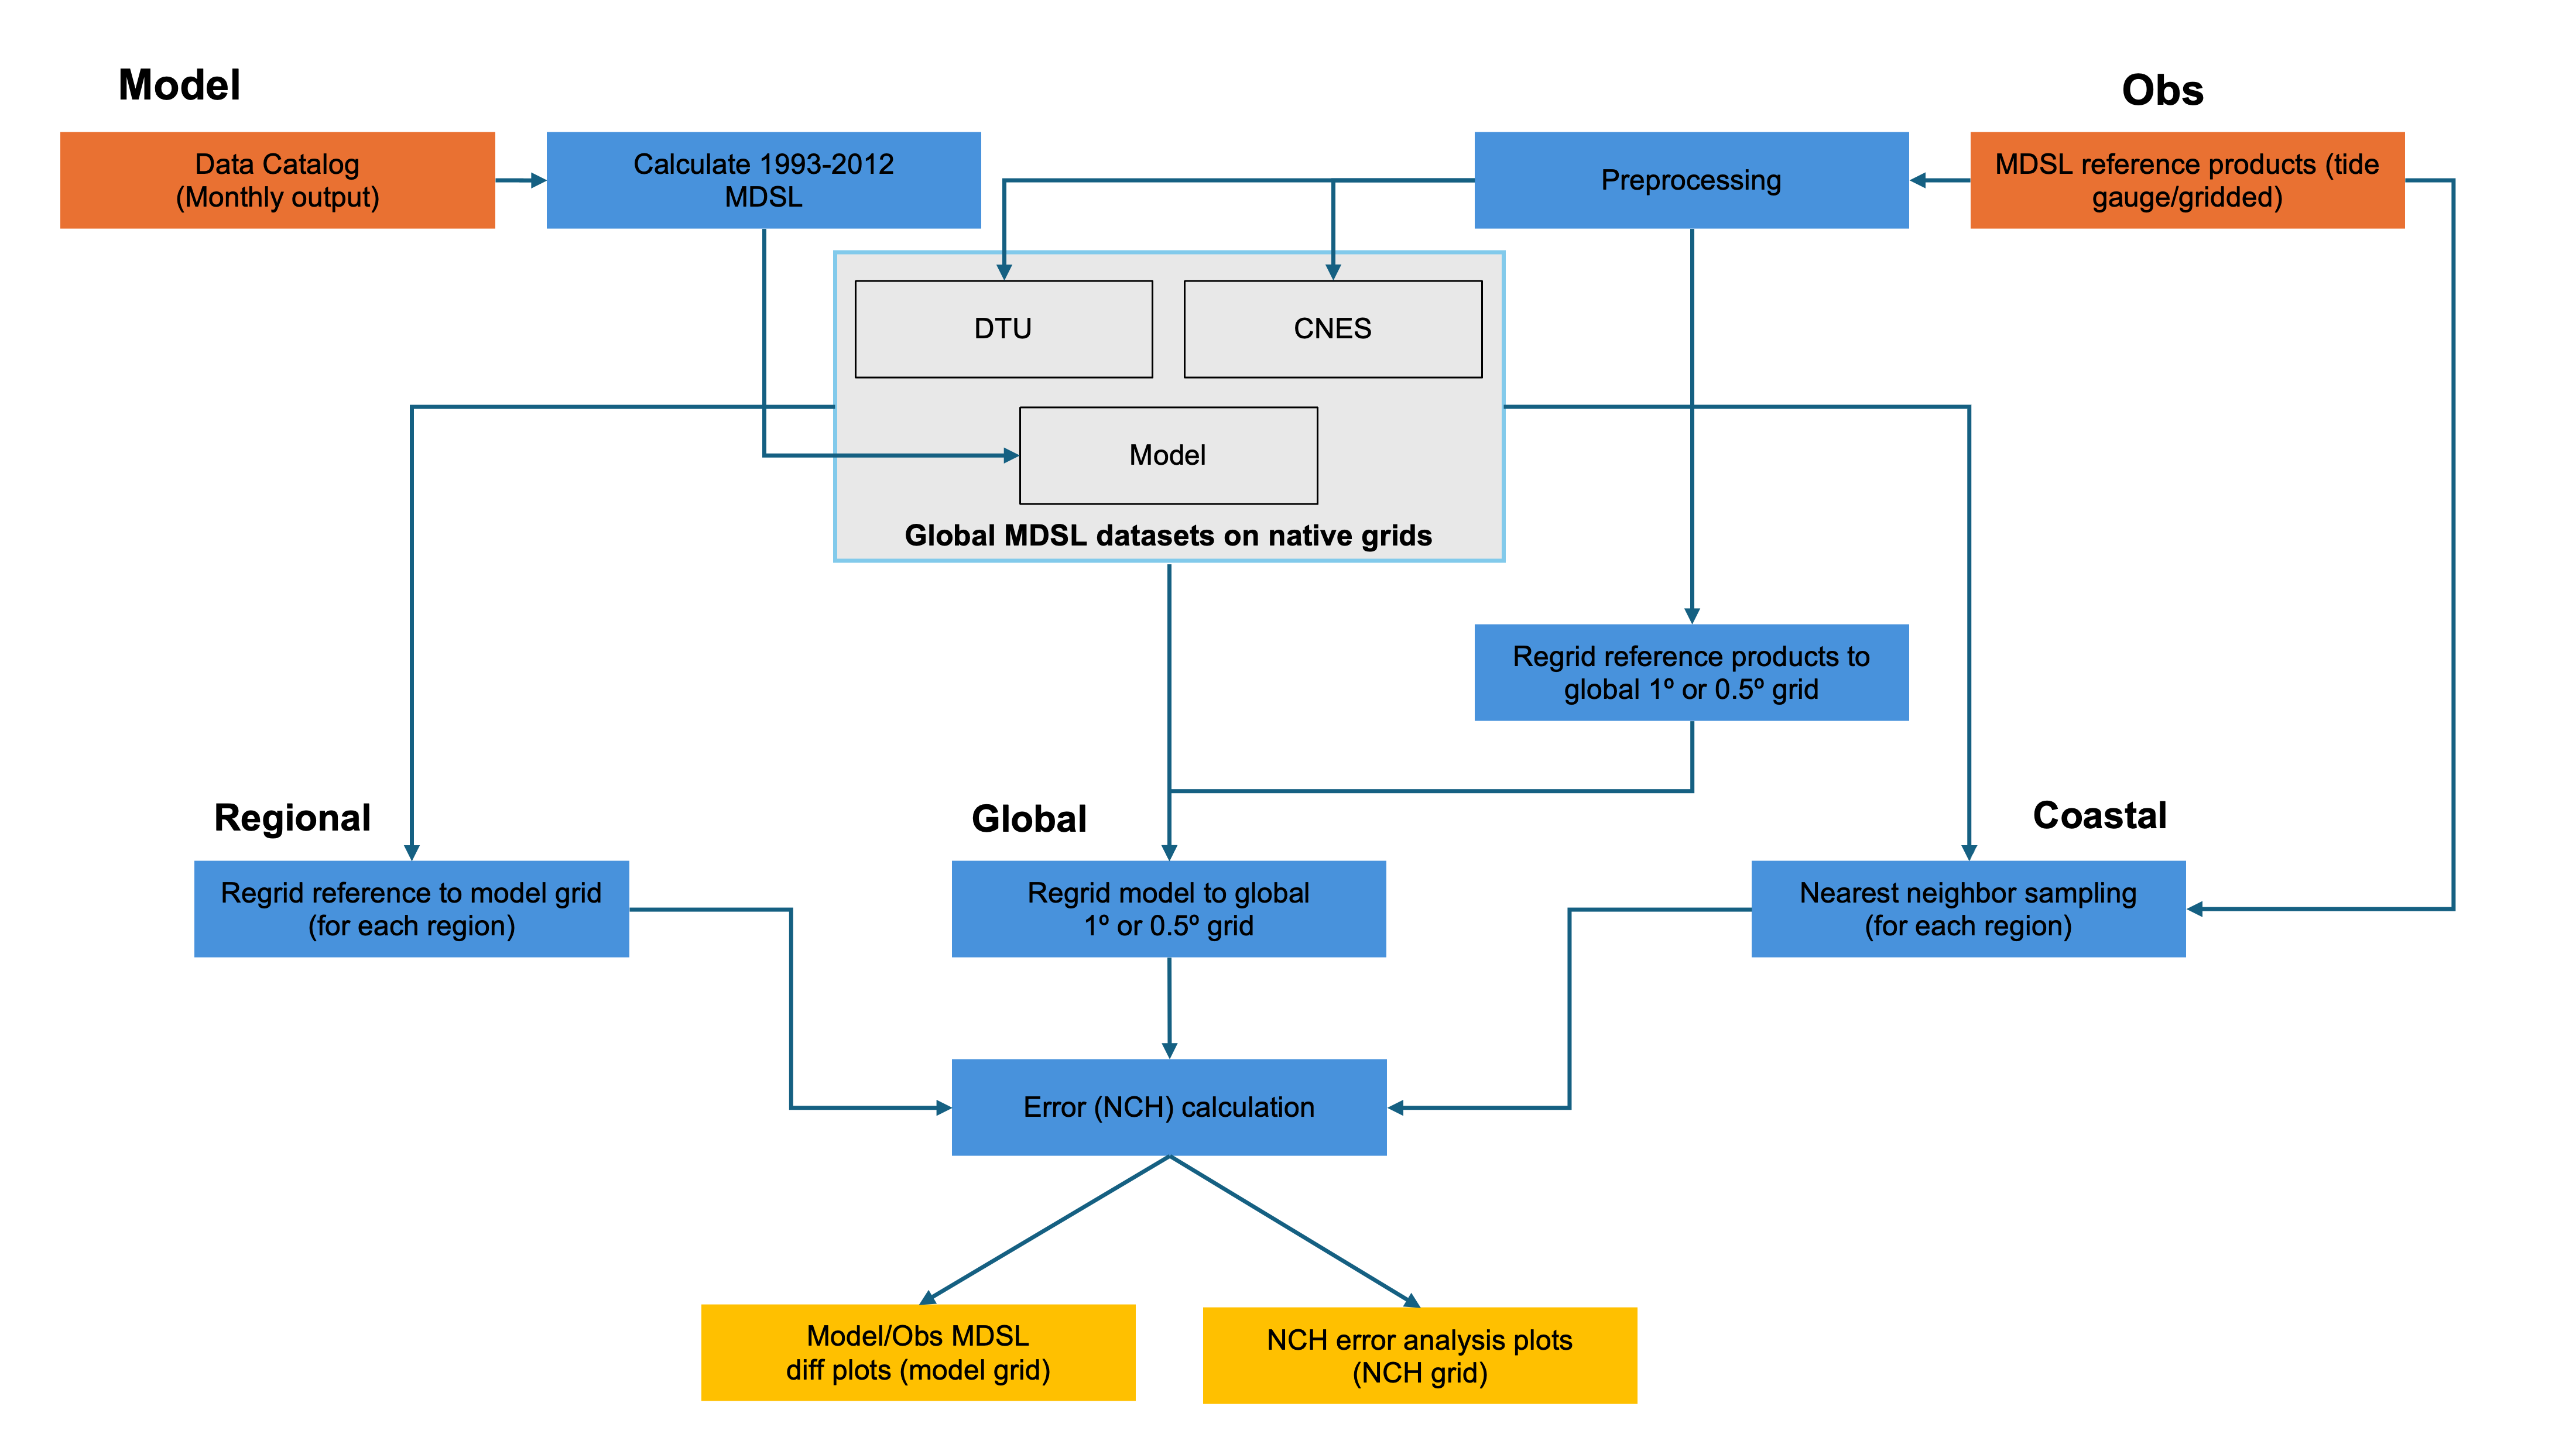 Model
Obs
Data Catalog
(Monthly output)
Calculate 1993-2012
MDSL
Preprocessing
MDSL reference products (tide
gauge/gridded)
DTU
CNES
Model
Global MDSL datasets on native grids
Regrid reference products to
global 1º or 0.5º grid
Regional
Global
Coastal
Regrid reference to model grid
(for each region)
Regrid model to global
1º or 0.5º grid
Nearest neighbor sampling
(for each region)
Error (NCH) calculation
Model/Obs MDSL
diff plots (model grid)
NCH error analysis plots
(NCH grid)